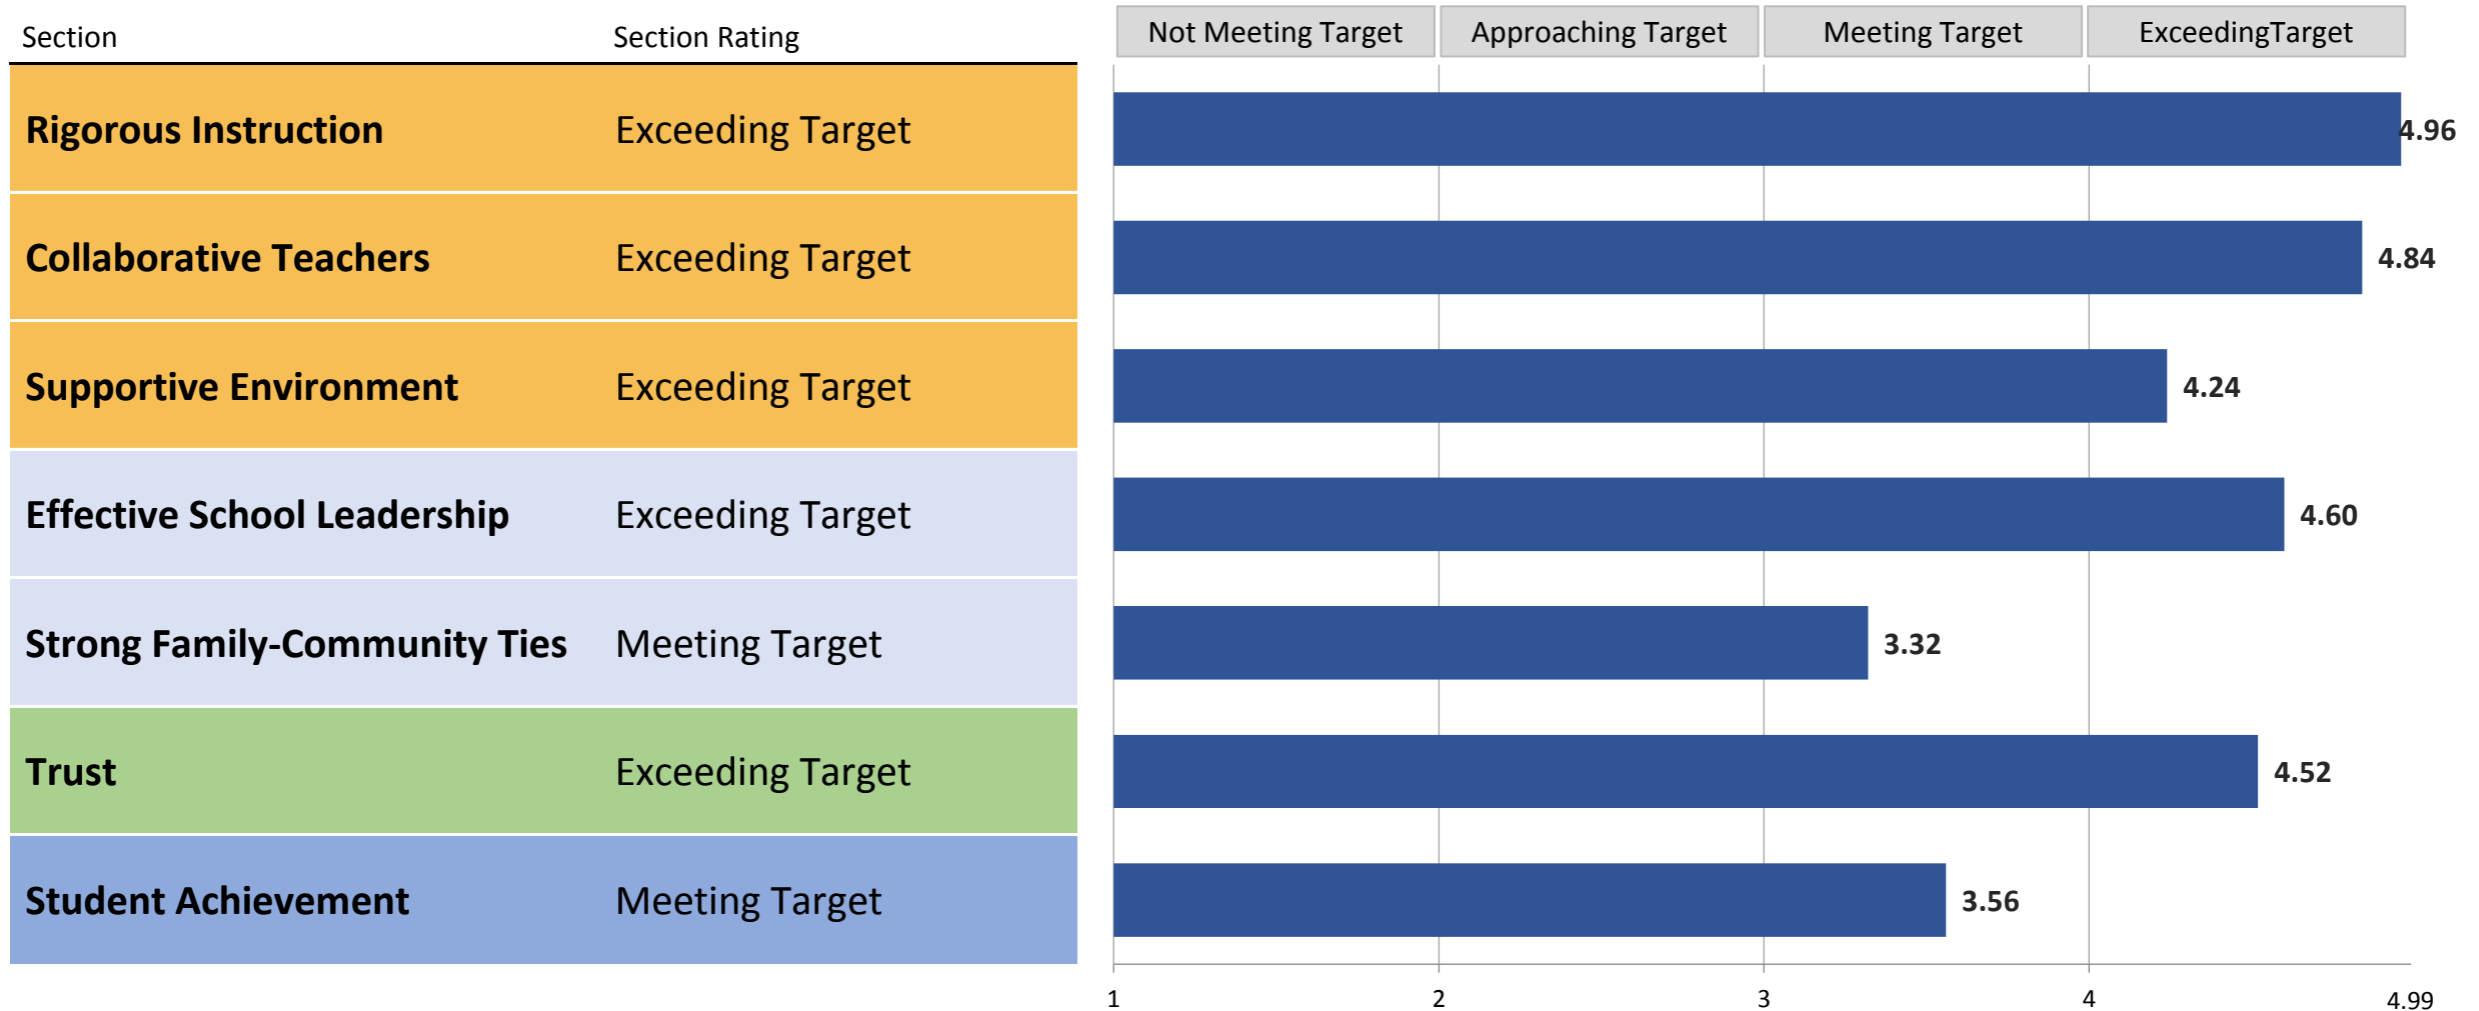 Section Section Rating Not Meeting Target Approaching Target Meeting Target ExceedingTarget
Rigorous Instruction Exceeding Target 4.96
Collaborative Teachers Exceeding Target 4.84
Supportive Environment Exceeding Target 4.24
Effective School Leadership Exceeding Target 4.60
Strong Family-Community Ties Meeting Target 3.32
Trust Exceeding Target 4.52
Student Achievement Meeting Target 3.56
1 2 3 4 4.99